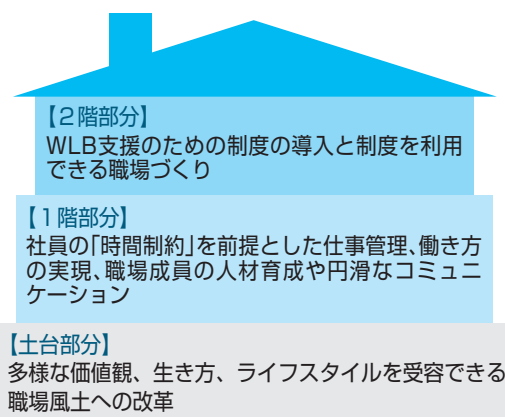 【2階部分】
WLB支援のための制度の導入と制度を利用
できる職場づくり
【1階部分】
社員の「時間制約」を前提とした仕事管理、働き方
の実現、職場成員の人材育成や円滑なコミュニ
ケーション
【土台部分】
多様な価値観、生き方、ライフスタイルを受容できる
職場風土への改革